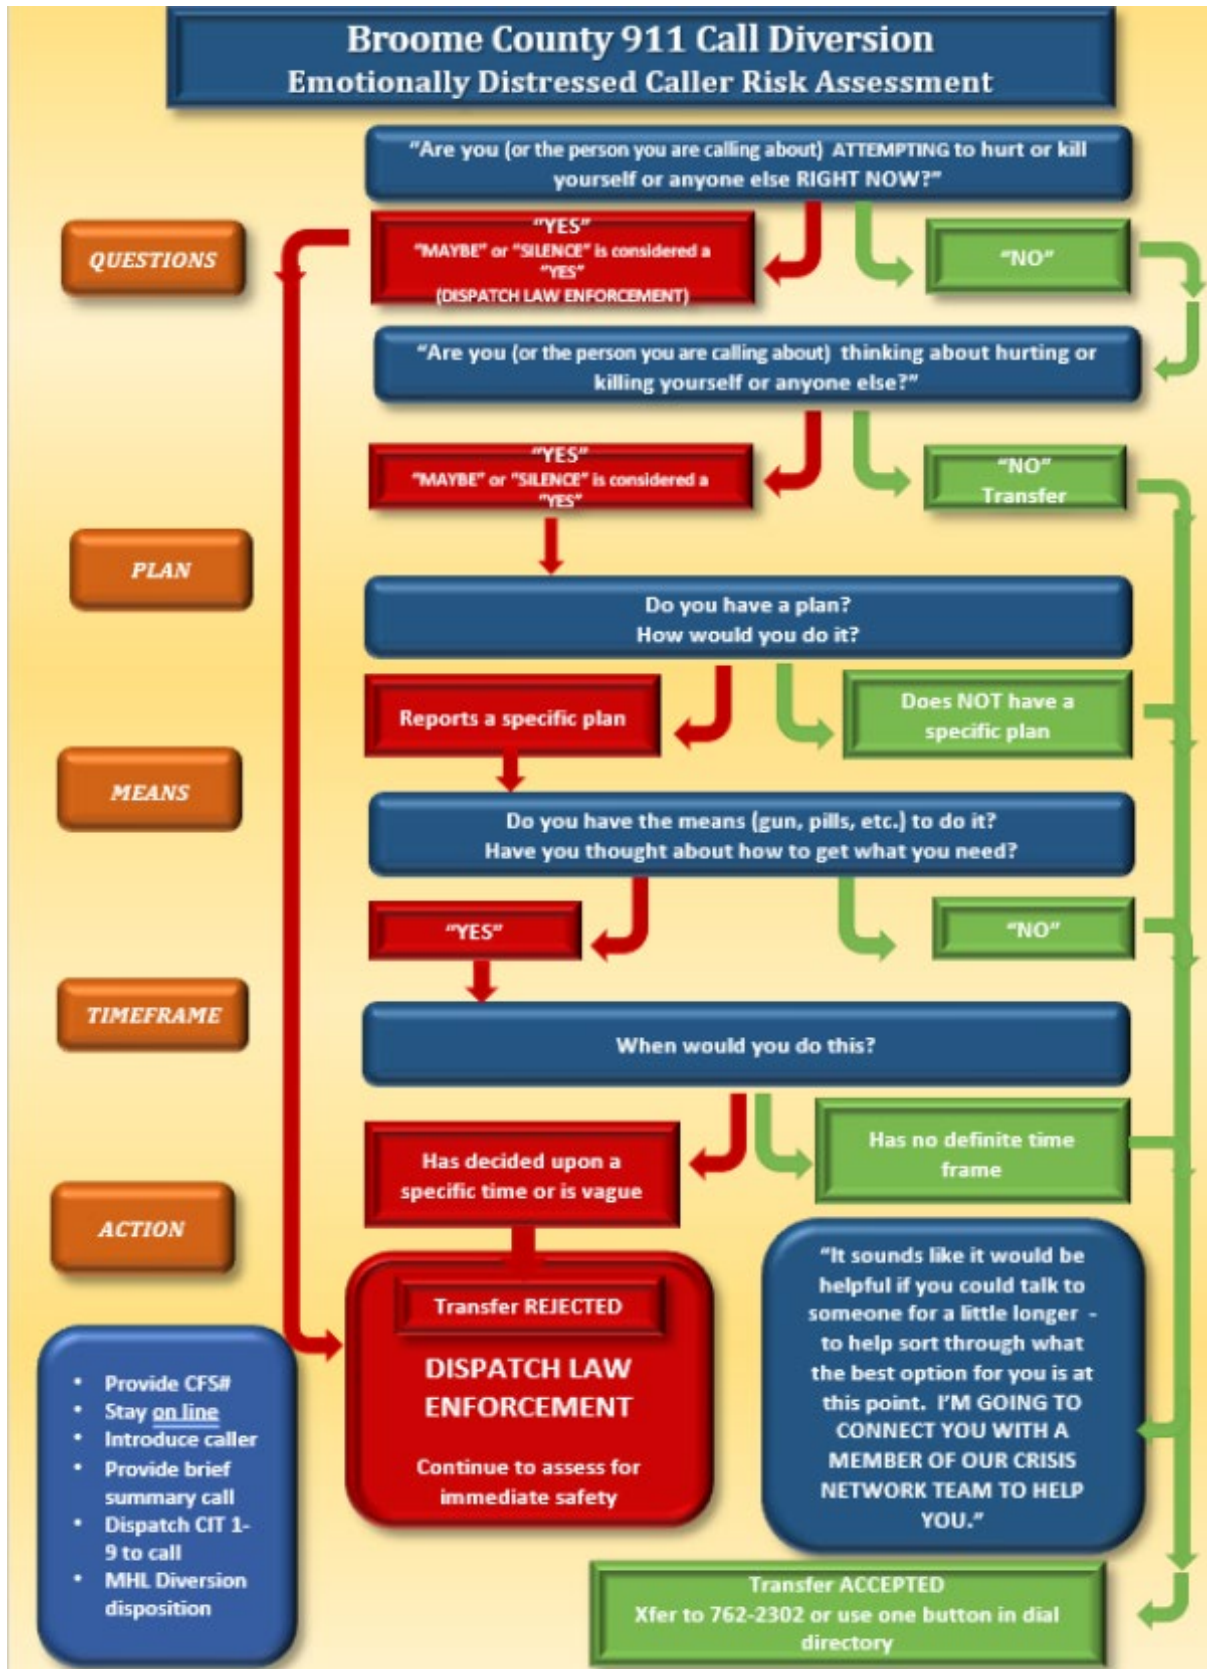 Broome County 911 Call Diversion
Emotionally Distressed Caller Risk Assessment
"Are you (or the person you are calling about) ATTEMPTING to hurt or kill
yourself or anyone else RIGHT NOW?"
QUESTIONS
"YES"
"MAYBE" or "SILENCE" is considered a
"YES"
(DISPATCH LAW ENFORCEMENT)
"NO"
"Are you (or the person you are calling about) thinking about hurting or
killing yourself or anyone else?"
"YES"
"MAYBE" or "SILENCE" is considered a
"YES"
"NO"
Transfer
PLAN
Do you have a plan?
How would you do it?
Reports a specific plan
Does NOT have a
specific plan
MEANS
Do you have the means (gun, pills, etc.) to do it?
Have you thought about how to get what you need?
"YES"
"NO"
TIMEFRAME
When would you do this?
Has decided upon a
specific time or is vague
Has no definite time
frame
ACTION
Transfer REJECTED
DISPATCH LAW
ENFORCEMENT
Continue to assess for
immediate safety
"It sounds like it would be
helpful if you could talk to
someone for a little longer -
to help sort through what
the best option for you is at
this point. I'M GOING TO
CONNECT YOU WITH A
MEMBER OF OUR CRISIS
NETWORK TEAM TO HELP
YOU."
• Provide CFS#
• Stay on line
• Introduce caller
• Provide brief
summary call
• Dispatch CIT 1-
9 to call
• MHL Diversion
disposition
Transfer ACCEPTED
Xfer to 762-2302 or use one button in dial
directory